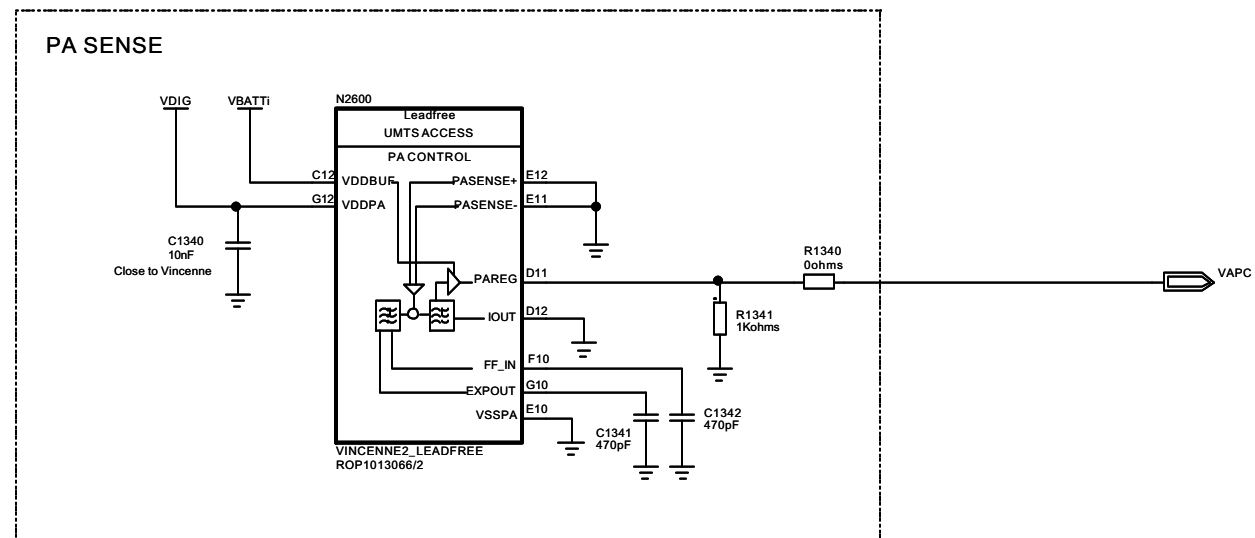 PA SENSE
VDIG
VBATTi
N2600
Leadfree
UMTS ACCESS
PA CONTROL
C12
VDDBUF
PASENSE+
E12
G12
VDDPA
PASENSE-
E11
C1340
10nF
Close to Vincenne
R1340
0ohms
PAREG
D11
VAPC
IOUT
D12
R1341
1Kohms
FF_IN
F10
EXPOUT
G10
VSSPA
E10
C1341
470pF
C1342
470pF
VINCENNE2_LEADFREE
ROP1013066/2